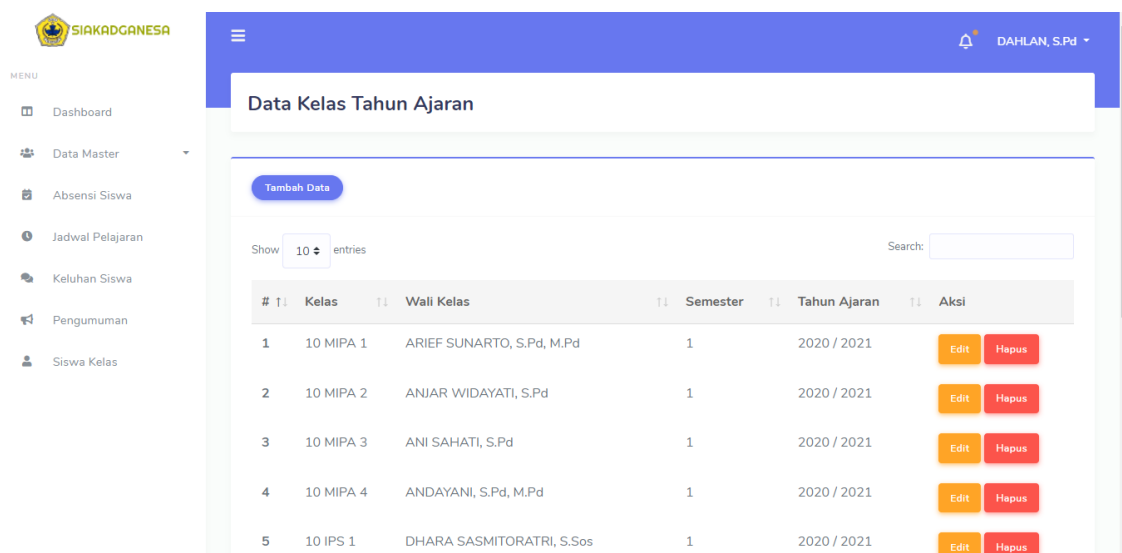 SIAKADGANESA
DAHLAN, S.Pd
MENU
Dashboard
Data Master
Absensi Siswa
Jadwal Pelajaran
Keluhan Siswa
Pengumuman
Siswa Kelas
Data Kelas Tahun Ajaran
Tambah Data
Show 10 entries Search:
# Kelas Wali Kelas Semester Tahun Ajaran Aksi
1 10 MIPA 1 ARIEF SUNARTO, S.Pd, M.Pd 1 2020 / 2021 Edit Hapus
2 10 MIPA 2 ANJAR WIDAYATI, S.Pd 1 2020 / 2021 Edit Hapus
3 10 MIPA 3 ANI SAHATI, S.Pd 1 2020 / 2021 Edit Hapus
4 10 MIPA 4 ANDAYANI, S.Pd, M.Pd 1 2020 / 2021 Edit Hapus
5 10 IPS 1 DHARA SASMITORATRI, S.Sos 1 2020 / 2021 Edit Hapus